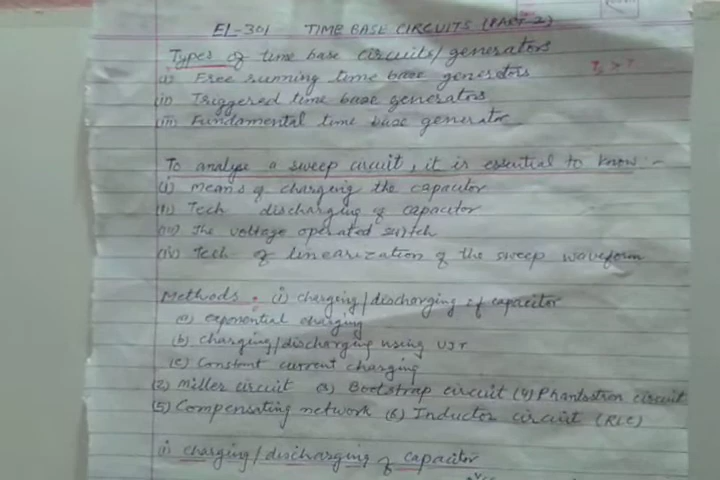 EI-301 TIME BASE CIRCUITS (PART-2)
Types of time base circuits/generators
(i) Free running time base generators
(ii) Triggered time base generators
(iii) Fundamental time base generator
To analyse a sweep circuit, it is essential to know:-
(i) Means of charging the capacitor
(ii) Tech discharging of capacitor
(iii) The voltage operated switch
(iv) Tech of linearization of the sweep waveform
Methods: (i) charging/discharging of capacitor
(a) exponential charging
(b) charging/discharging using UJT
(c) Constant current charging
(2) Miller circuit (3) Bootstrap circuit (4) Phantastron circuit
(5) Compensating network (6) Inductor circuit (RLC)
(i) charging/discharging of capacitor